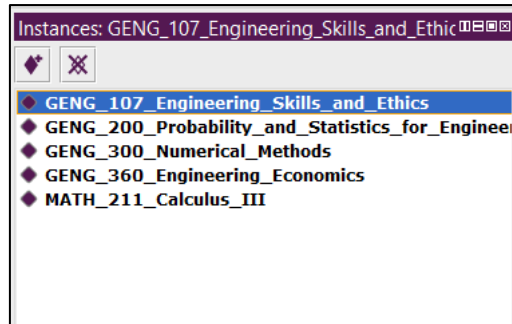 Instances: GENG_107_Engineering_Skills_and_Ethic
GENG_107_Engineering_Skills_and_Ethics
GENG_200_Probability_and_Statistics_for_Engineer
GENG_300_Numerical_Methods
GENG_360_Engineering_Economics
MATH_211_Calculus_III